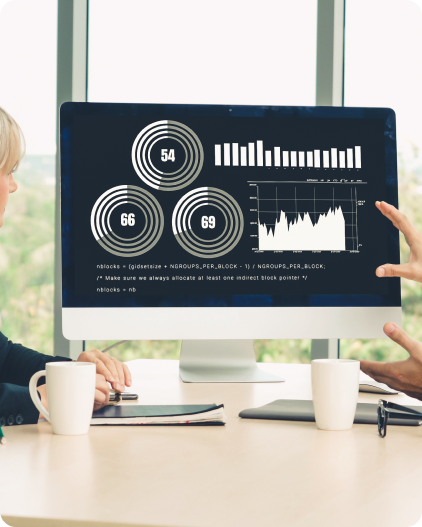 54
66
69
nblocks = (gidsetsize + NGROUPS_PER_BLOCK - 1) / NGROUPS_PER_BLOCK;
/* Make sure we always allocate at least one indirect block pointer */
nblocks = nb